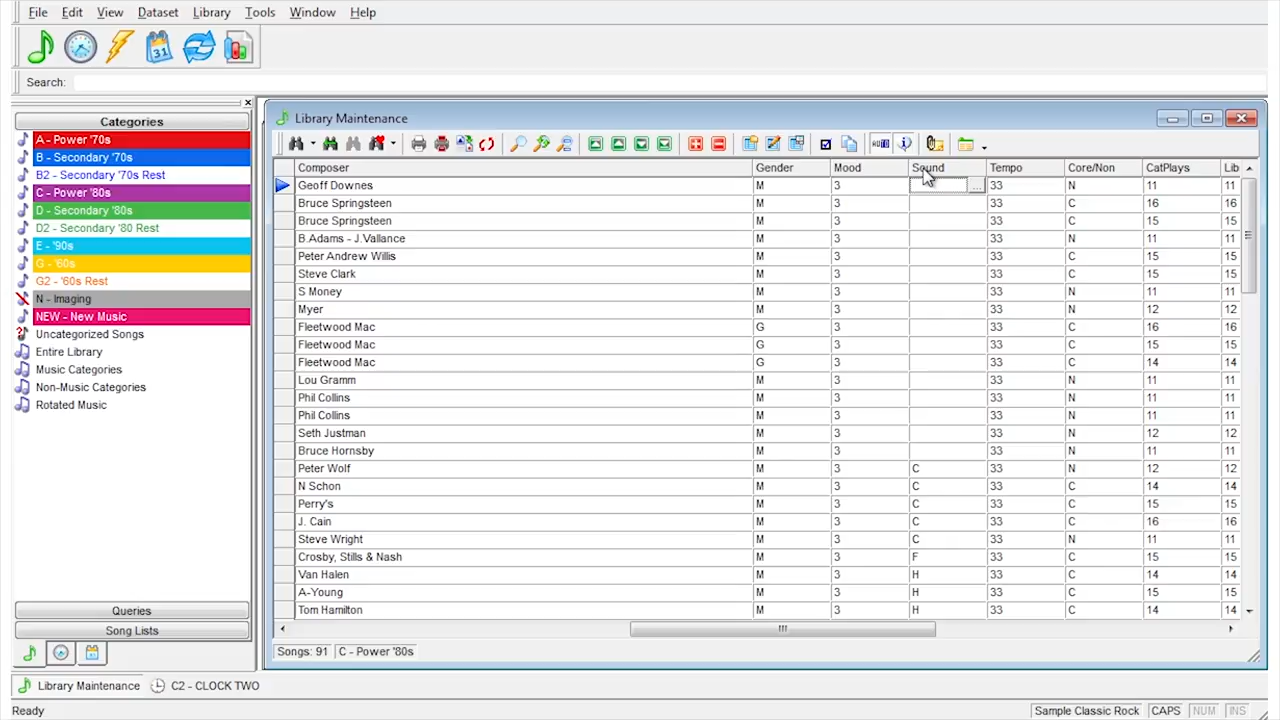 File Edit View Dataset Library Tools Window Help
31
Search:
Categories
A - Power '70s
B - Secondary '70s
B2 - Secondary '70s Rest
C - Power '80s
D - Secondary '80s
D2 - Secondary '80 Rest
E - '90s
G - '60s
G2 - '60s Rest
N - Imaging
NEW - New Music
Uncategorized Songs
Entire Library
Music Categories
Non-Music Categories
Rotated Music
Queries
Song Lists
Library Maintenance
Composer Gender Mood Sound Tempo Core/Non CatPlays Lib
Geoff Downes M 3 ... 33 N 11 11
Bruce Springsteen M 3 33 C 16 16
Bruce Springsteen M 3 33 C 15 15
B.Adams - J.Vallance M 3 33 N 11 11
Peter Andrew Willis M 3 33 C 15 15
Steve Clark M 3 33 C 15 15
S Money M 3 33 N 11 11
Myer M 3 33 N 12 12
Fleetwood Mac G 3 33 C 16 16
Fleetwood Mac G 3 33 C 15 15
Fleetwood Mac G 3 33 C 14 14
Lou Gramm M 3 33 N 11 11
Phil Collins M 3 33 N 11 11
Phil Collins M 3 33 N 11 11
Seth Justman M 3 33 N 12 12
Bruce Hornsby M 3 33 N 11 11
Peter Wolf M 3 C 33 N 12 12
N Schon M 3 C 33 C 14 14
Perry's M 3 C 33 C 15 15
J. Cain M 3 C 33 C 16 16
Steve Wright M 3 C 33 N 11 11
Crosby, Stills & Nash M 3 F 33 C 15 15
Van Halen M 3 H 33 C 14 14
A-Young M 3 H 33 C 15 15
Tom Hamilton M 3 H 33 C 14 14
Songs: 91 C - Power '80s
Library Maintenance C2 - CLOCK TWO
Ready Sample Classic Rock CAPS NUM INS